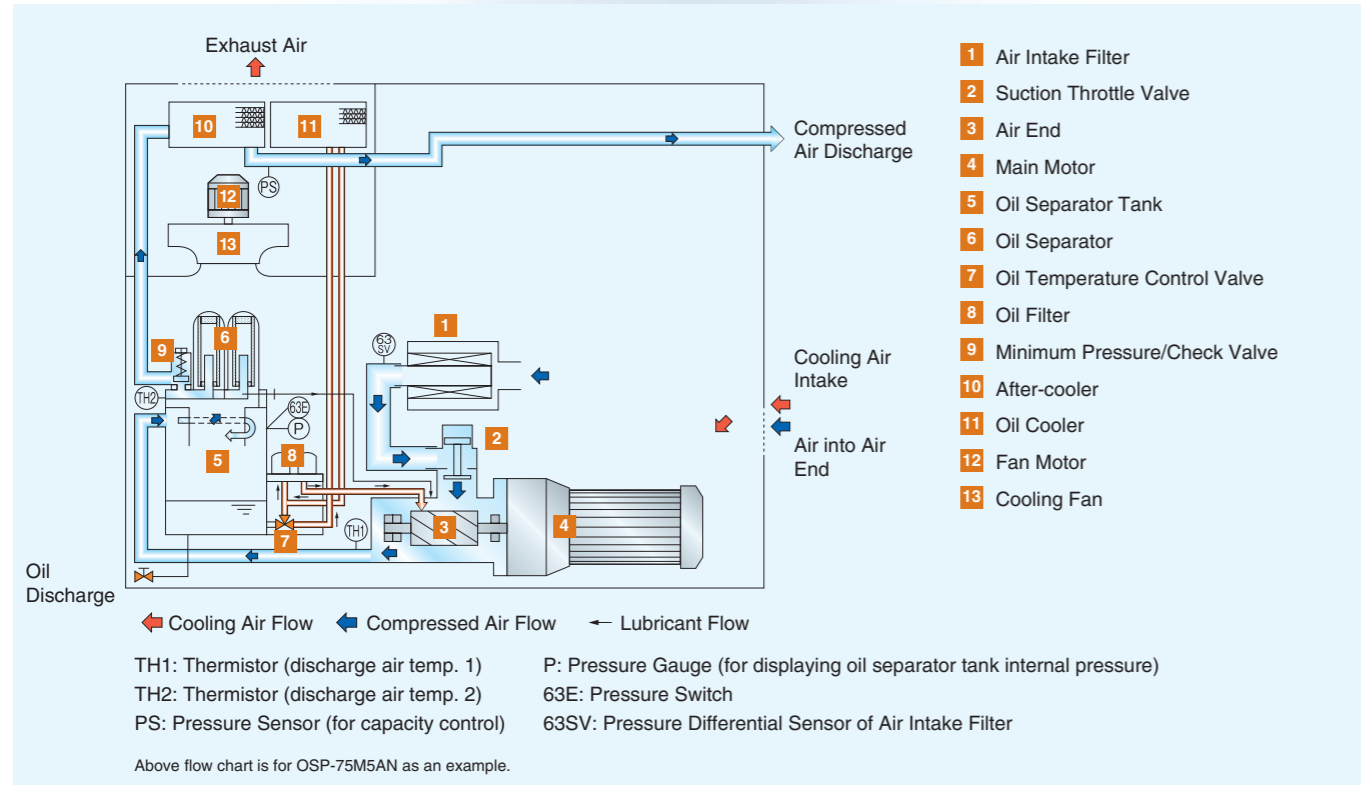 Exhaust Air
10
11
12
13
PS
Compressed
Air Discharge
1
63
SV
9
6
TH2
63E
P
5
8
7
TH1
2
3
4
Cooling Air
Intake
Air into Air
End
Oil
Discharge
1 Air Intake Filter
2 Suction Throttle Valve
3 Air End
4 Main Motor
5 Oil Separator Tank
6 Oil Separator
7 Oil Temperature Control Valve
8 Oil Filter
9 Minimum Pressure/Check Valve
10 After-cooler
11 Oil Cooler
12 Fan Motor
13 Cooling Fan
Cooling Air Flow Compressed Air Flow Lubricant Flow
TH1: Thermistor (discharge air temp. 1)
TH2: Thermistor (discharge air temp. 2)
PS: Pressure Sensor (for capacity control)
P: Pressure Gauge (for displaying oil separator tank internal pressure)
63E: Pressure Switch
63SV: Pressure Differential Sensor of Air Intake Filter
Above flow chart is for OSP-75M5AN as an example.